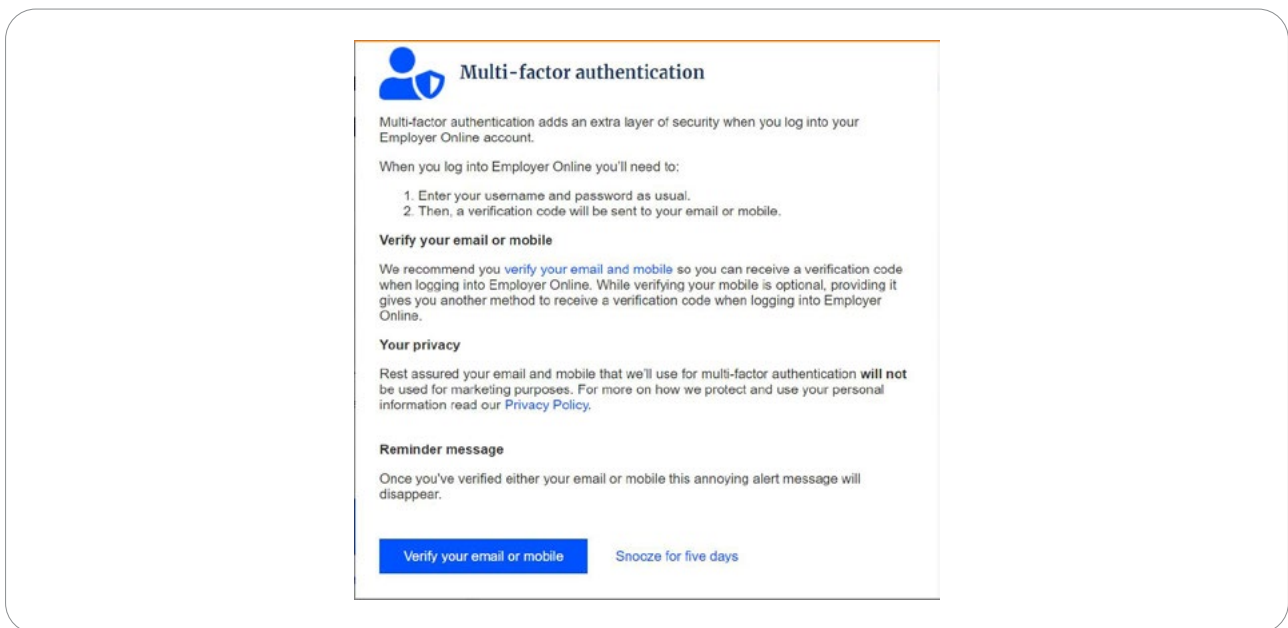 Multi-factor authentication
Multi-factor authentication adds an extra layer of security when you log into your
Employer Online account.
When you log into Employer Online you'll need to:
1. Enter your username and password as usual.
2. Then, a verification code will be sent to your email or mobile.
Verify your email or mobile
We recommend you verify your email and mobile so you can receive a verification code
when logging into Employer Online. While verifying your mobile is optional, providing it
gives you another method to receive a verification code when logging into Employer
Online.
Your privacy
Rest assured your email and mobile that we'll use for multi-factor authentication will not
be used for marketing purposes. For more on how we protect and use your personal
information read our Privacy Policy.
Reminder message
Once you've verified either your email or mobile this annoying alert message will
disappear.
Verify your email or mobile
Snooze for five days